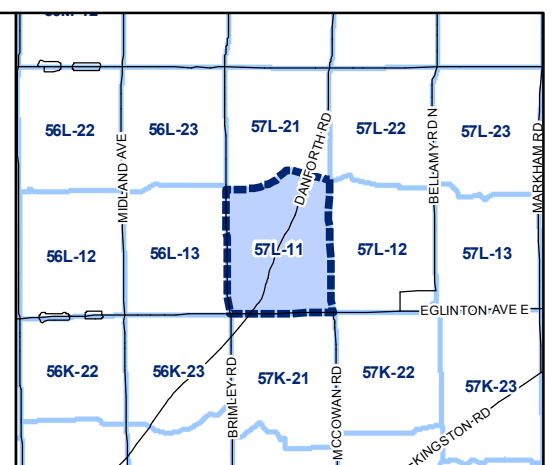 56L-22
56L-23
57L-21
57L-22
57L-23
MIDLAND AVE
DANFORTH RD
BELLAMY RD N
MARKHAM RD
56L-12
56L-13
57L-11
57L-12
57L-13
EGLINTON AVE E
56K-22
56K-23
57K-21
57K-22
57K-23
BRIMLEY RD
MCCOWAN RD
KINGSTON RD